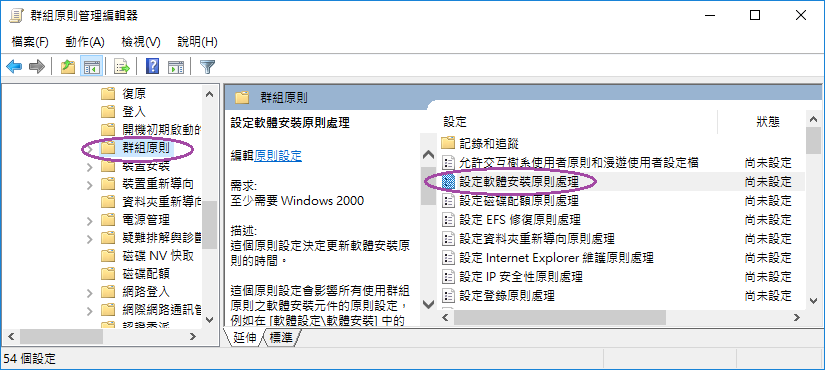 群組原則管理編輯器
檔案(F) 動作(A) 檢視(V) 說明(H)
復原
登入
開機初期啟動的
群組原則
裝置安裝
裝置重新導向
資料夾重新導向
電源管理
疑難排解與診斷
磁碟 NV 快取
磁碟配額
網路登入
網際網路通訊管
認證委派
群組原則
設定軟體安裝原則處理
編輯原則設定
需求:
至少需要 Windows 2000
描述:
這個原則設定決定更新軟體安裝原
則的時間。
這個原則設定會影響所有使用群組
原則之軟體安裝元件的原則設定，
例如在 [軟體設定\軟體安裝] 中的
設定 狀態
記錄和追蹤
允許交互樹系使用者原則和漫遊使用者設定檔 尚未設定
設定軟體安裝原則處理 尚未設定
設定磁碟配額原則處理 尚未設定
設定 EFS 修復原則處理 尚未設定
設定資料夾重新導向原則處理 尚未設定
設定 Internet Explorer 維護原則處理 尚未設定
設定 IP 安全性原則處理 尚未設定
設定登錄原則處理 尚未設定
延伸 標準
54 個設定